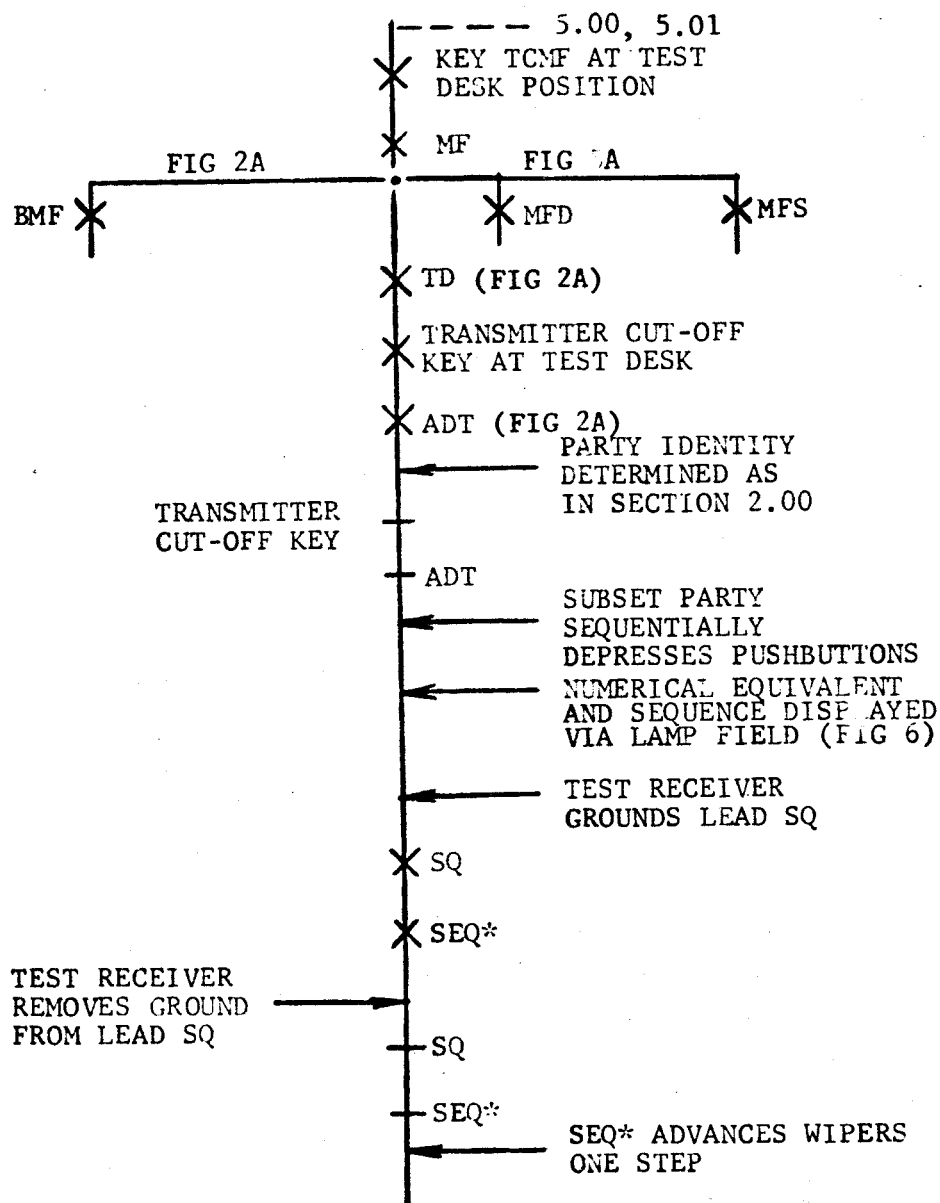 5.00, 5.01
KEY TCMF AT TEST
DESK POSITION
MF
FIG 2A
FIG A
BMF
MFD
MFS
TD (FIG 2A)
TRANSMITTER CUT-OFF
KEY AT TEST DESK
ADT (FIG 2A)
PARTY IDENTITY
DETERMINED AS
IN SECTION 2.00
TRANSMITTER
CUT-OFF KEY
ADT
SUBSET PARTY
SEQUENTIALLY
DEPRESSES PUSHBUTTONS
NUMERICAL EQUIVALENT
AND SEQUENCE DISPLAYED
VIA LAMP FIELD (FIG 6)
TEST RECEIVER
GROUNDS LEAD SQ
SQ
SEQ*
TEST RECEIVER
REMOVES GROUND
FROM LEAD SQ
SQ
SEQ*
SEQ* ADVANCES WIPERS
ONE STEP